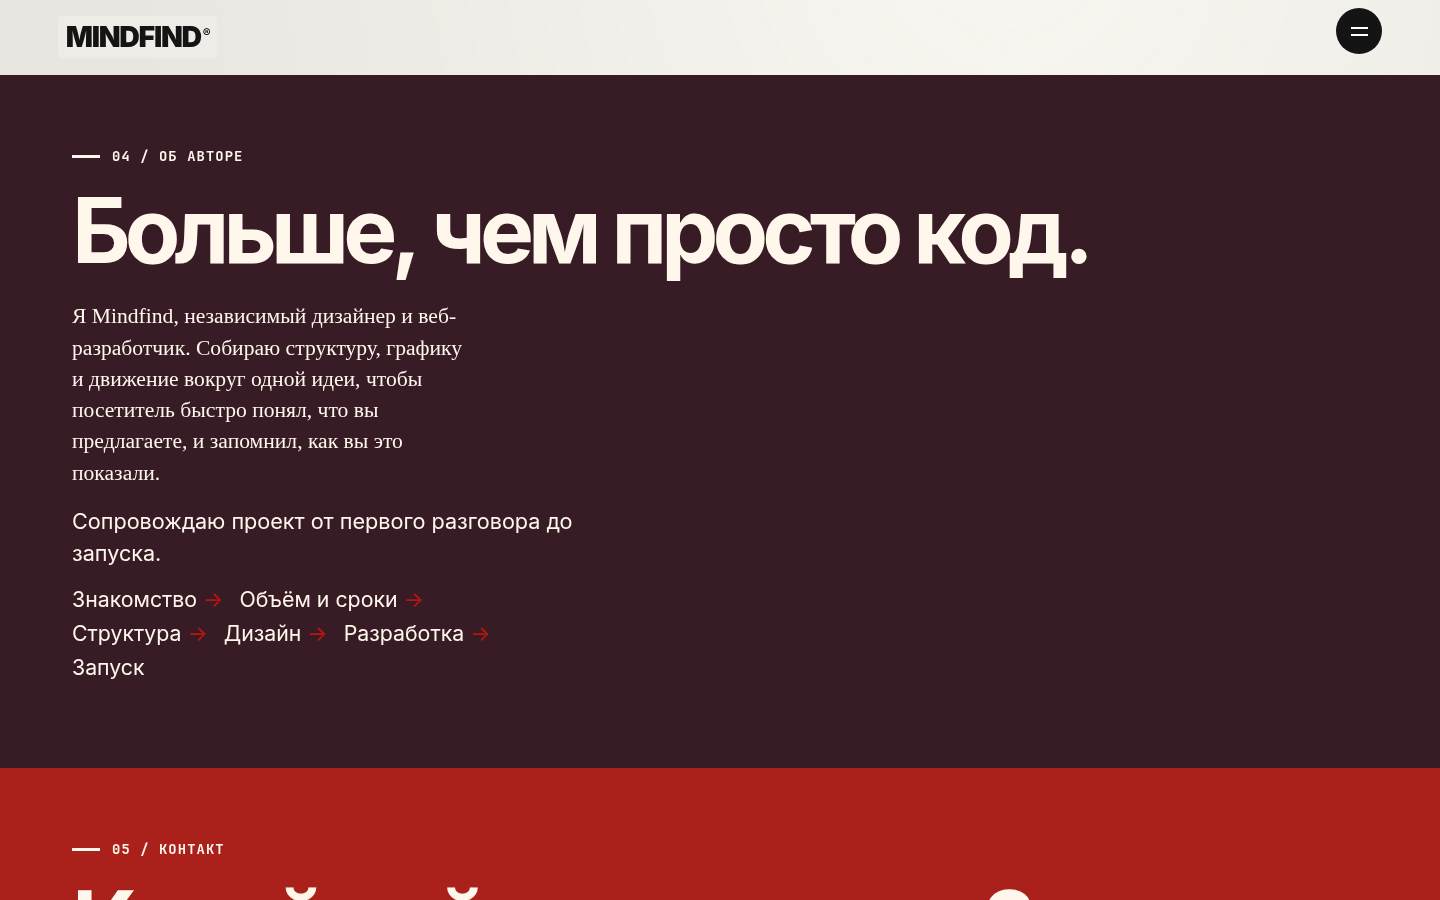 MINDFIND®
04 / ОБ АВТОРЕ
Больше, чем просто код.
Я Mindfind, независимый дизайнер и веб-
разработчик. Собираю структуру, графику
и движение вокруг одной идеи, чтобы
посетитель быстро понял, что вы
предлагаете, и запомнил, как вы это
показали.
Сопровождаю проект от первого разговора до
запуска.
Знакомство → Объём и сроки →
Структура → Дизайн → Разработка →
Запуск
05 / КОНТАКТ